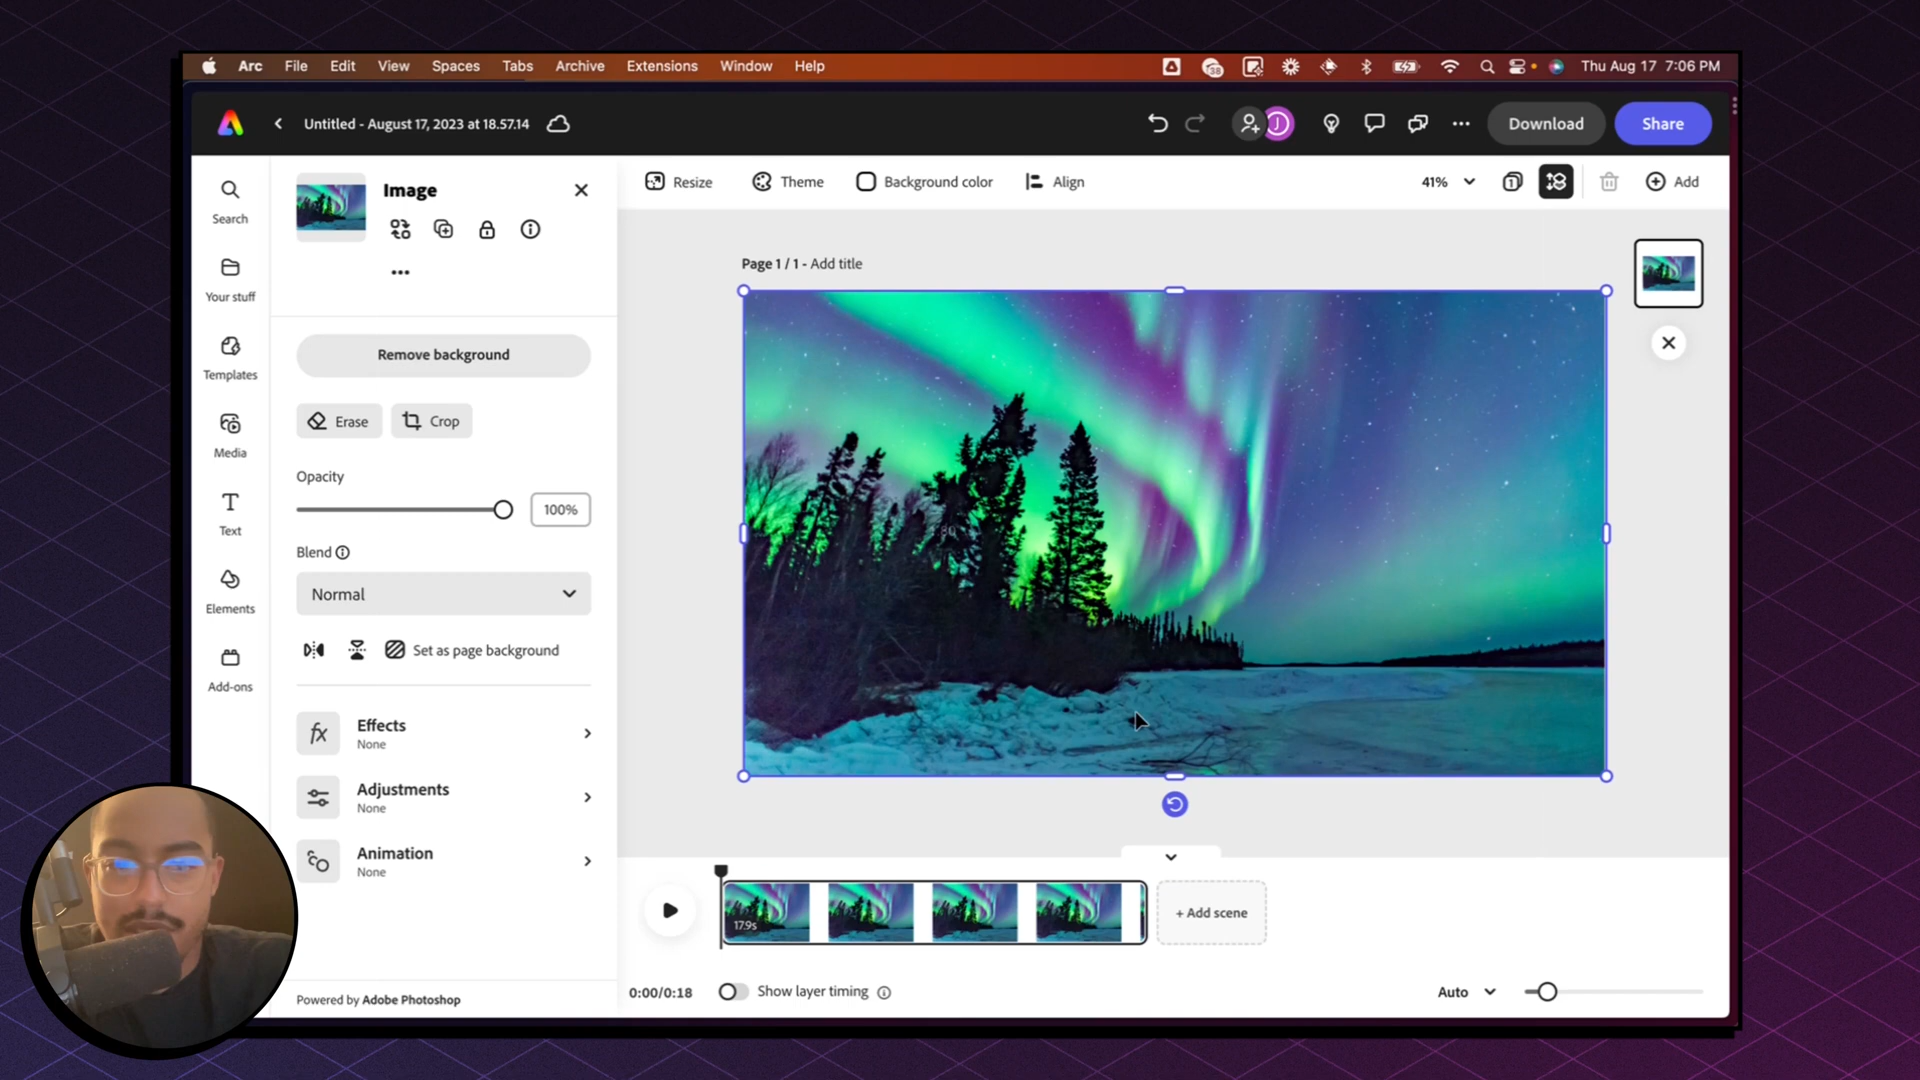 Arc File Edit View Spaces Tabs Archive Extensions Window Help Thu Aug 17 7:06 PM
Untitled - August 17, 2023 at 18.57.14 J Download Share
Search
Your stuff
Templates
Media
Text
Elements
Add-ons
Image
Remove background
Erase Crop
Opacity
100%
Blend
Normal
Set as page background
Effects
None
Adjustments
None
Animation
None
Powered by Adobe Photoshop
Resize Theme Background color Align 41% 1 Add
Page 1 / 1 - Add title
17.9s
+ Add scene
0:00/0:18 Show layer timing Auto